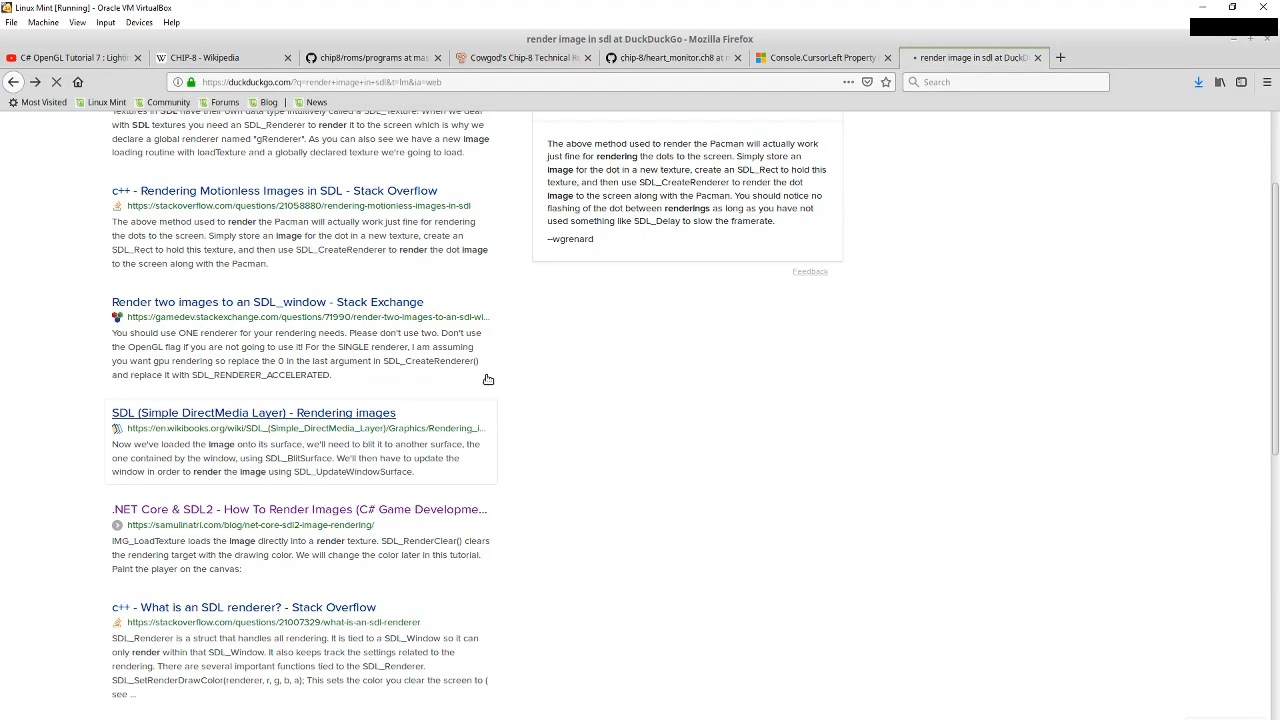 Linux Mint [Running] - Oracle VM VirtualBox
File Machine View Input Devices Help
render image in sdl at DuckDuckGo - Mozilla Firefox
C# OpenGL Tutorial 7 : Lighti
CHIP-8 - Wikipedia
chip8/roms/programs at mas
Cowgod's Chip-8 Technical R
chip-8/heart_monitor.ch8 at m
Console.CursorLeft Property
render image in sdl at DuckD
https://duckduckgo.com/?q=render+image+in+sdl&t=lm&ia=web
Search
Most Visited Linux Mint Community Forums Blog News
Textures in SDL have their own data type intuitively called a SDL_Texture. When we deal
with SDL textures you need an SDL_Renderer to render it to the screen which is why we
declare a global renderer named "gRenderer". As you can also see we have a new image
loading routine with loadTexture and a globally declared texture we're going to load.
c++ - Rendering Motionless Images in SDL - Stack Overflow
https://stackoverflow.com/questions/21058880/rendering-motionless-images-in-sdl
The above method used to render the Pacman will actually work just fine for rendering
the dots to the screen. Simply store an image for the dot in a new texture, create an
SDL_Rect to hold this texture, and then use SDL_CreateRenderer to render the dot image
to the screen along with the Pacman.
Render two images to an SDL_window - Stack Exchange
https://gamedev.stackexchange.com/questions/71990/render-two-images-to-an-sdl-wi...
You should use ONE renderer for your rendering needs. Please don't use two. Don't use
the OpenGL flag if you are not going to use it! For the SINGLE renderer, I am assuming
you want gpu rendering so replace the 0 in the last argument in SDL_CreateRenderer()
and replace it with SDL_RENDERER_ACCELERATED.
SDL (Simple DirectMedia Layer) - Rendering images
https://en.wikibooks.org/wiki/SDL_(Simple_DirectMedia_Layer)/Graphics/Rendering_i...
Now we've loaded the image onto its surface, we'll need to blit it to another surface, the
one contained by the window, using SDL_BlitSurface. We'll then have to update the
window in order to render the image using SDL_UpdateWindowSurface.
.NET Core & SDL2 - How To Render Images (C# Game Developme...
https://samulinatri.com/blog/net-core-sdl2-image-rendering/
IMG_LoadTexture loads the image directly into a render texture. SDL_RenderClear() clears
the rendering target with the drawing color. We will change the color later in this tutorial.
Paint the player on the canvas:
c++ - What is an SDL renderer? - Stack Overflow
https://stackoverflow.com/questions/21007329/what-is-an-sdl-renderer
SDL_Renderer is a struct that handles all rendering. It is tied to a SDL_Window so it can
only render within that SDL_Window. It also keeps track the settings related to the
rendering. There are several important functions tied to the SDL_Renderer.
SDL_SetRenderDrawColor(renderer, r, g, b, a); This sets the color you clear the screen to (
see ...
The above method used to render the Pacman will actually work
just fine for rendering the dots to the screen. Simply store an
image for the dot in a new texture, create an SDL_Rect to hold this
texture, and then use SDL_CreateRenderer to render the dot
image to the screen along with the Pacman. You should notice no
flashing of the dot between renderings as long as you have not
used something like SDL_Delay to slow the framerate.
--wgrenard
Feedback